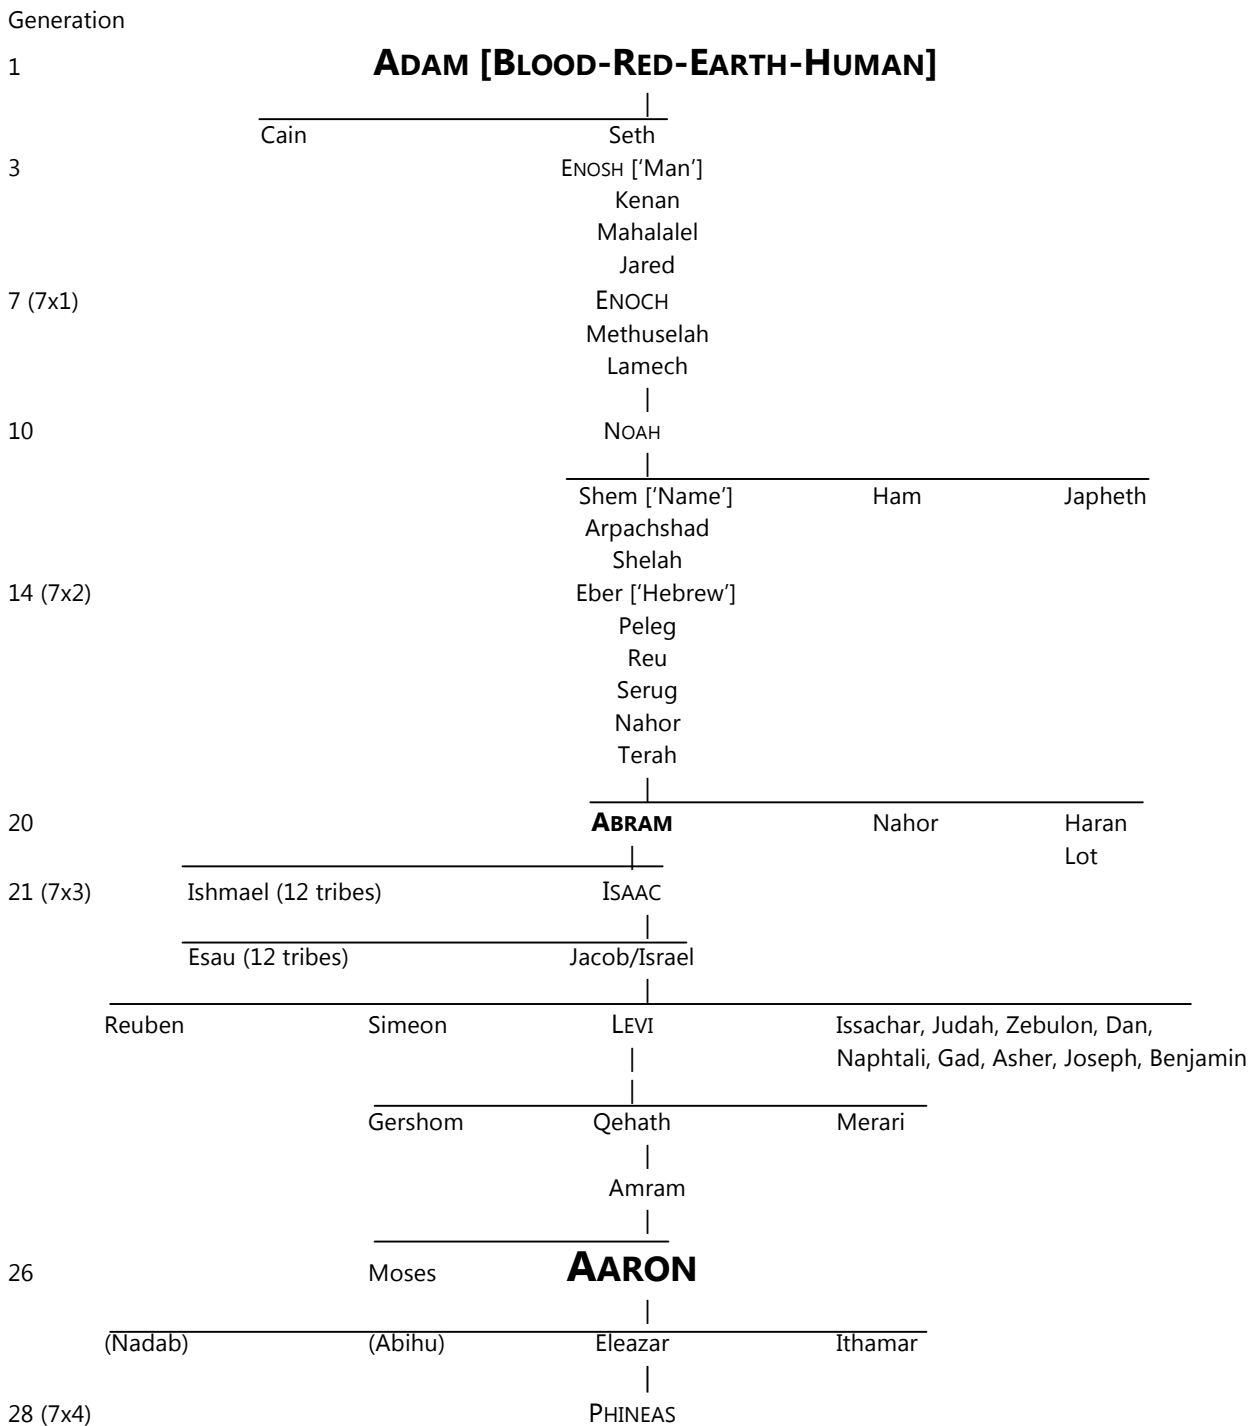 Generation
1 ADAM [BLOOD-RED-EARTH-HUMAN]
Cain Seth
3 ENOSH [‘Man’]
Kenan
Mahalalel
Jared
7 (7x1) ENOCH
Methuselah
Lamech
10 NOAH
Shem [‘Name’] Ham Japheth
Arpachshad
Shelah
14 (7x2) Eber [‘Hebrew’]
Peleg
Reu
Serug
Nahor
Terah
20 ABRAM Nahor Haran
Lot
21 (7x3) Ishmael (12 tribes) ISAAC
Esau (12 tribes) Jacob/Israel
Reuben Simeon LEVI Issachar, Judah, Zebulon, Dan,
Naphtali, Gad, Asher, Joseph, Benjamin
Gershom Qehath Merari
Amram
26 Moses AARON
(Nadab) (Abihu) Eleazar Ithamar
28 (7x4) PHINEAS